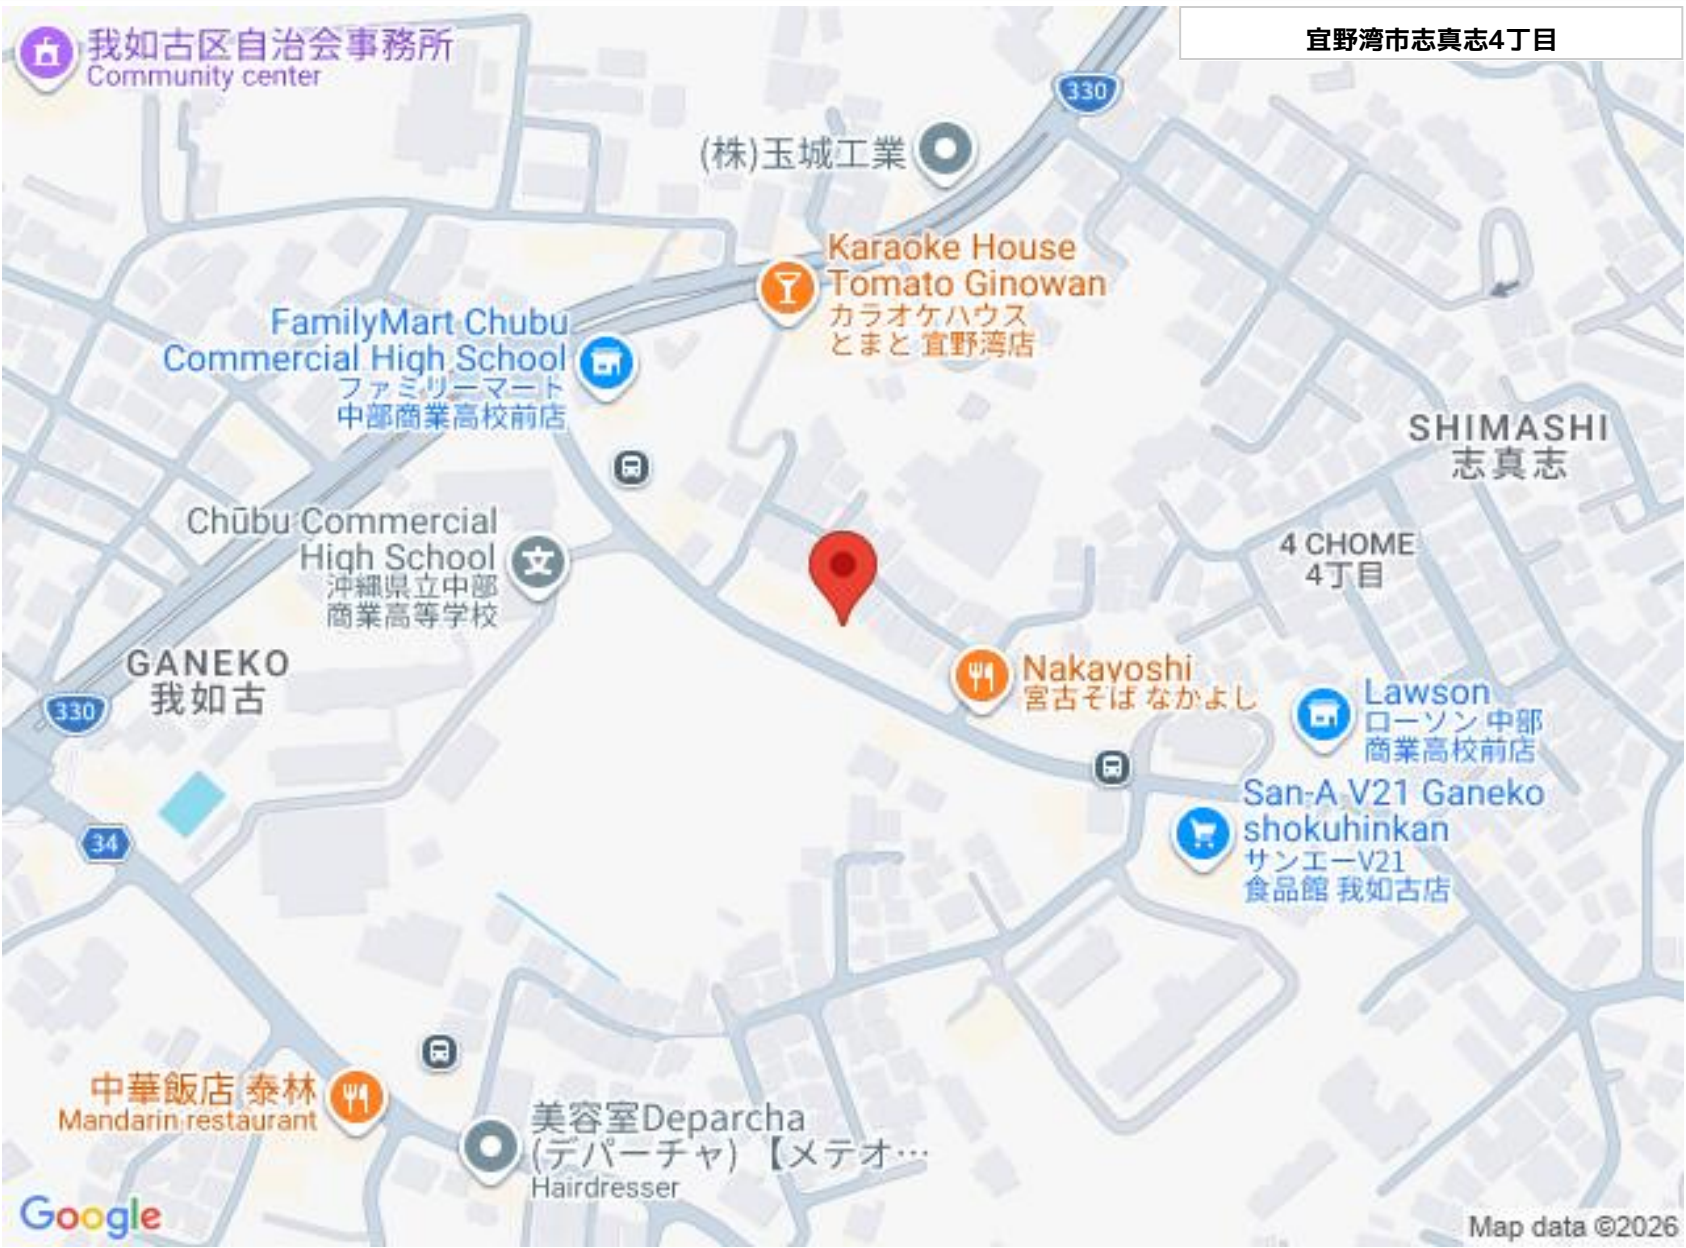 宜野湾市志真志4丁目
我如古区自治会事務所
Community center
330
(株)玉城工業
Karaoke House
Tomato Ginowan
カラオケハウス
とまと 宜野湾店
FamilyMart Chubu
Commercial High School
ファミリーマート
中部商業高校前店
SHIMASHI
志真志
Chūbu Commercial
High School
沖縄県立中部
商業高等学校
4 CHOME
4丁目
GANEKO
我如古
330
Nakayoshi
宮古そば なかよし
Lawson
ローソン 中部
商業高校前店
San-A V21 Ganeko
shokuhinkan
サンエーV21
食品館 我如古店
34
中華飯店 泰林
Mandarin restaurant
美容室Deparcha
(デパーチャ) 【メテオ…
Hairdresser
Google
Map data ©2026